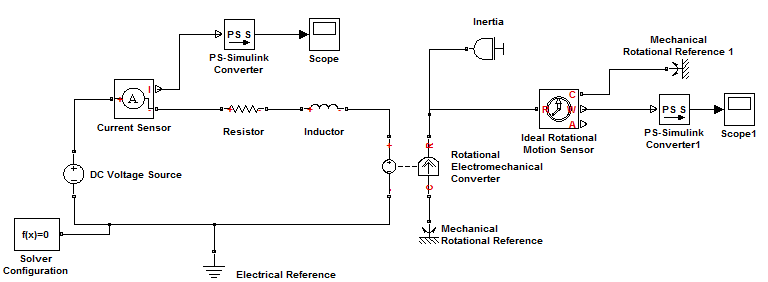 Inertia
PS S
PS-Simulink
Converter
Scope
Mechanical
Rotational Reference 1
I
A
+
-
Current Sensor
Resistor
Inductor
C
R
W
A
Ideal Rotational
Motion Sensor
PS S
PS-Simulink
Converter1
Scope1
+
-
DC Voltage Source
+
-
R
C
Rotational
Electromechanical
Converter
f(x)=0
Solver
Configuration
Mechanical
Rotational Reference
Electrical Reference